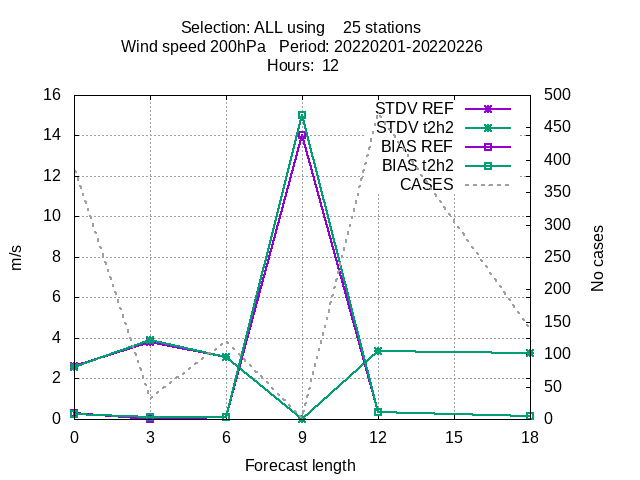 Selection: ALL using    25 stations
Wind speed 200hPa   Period: 20220201-20220226
Hours:  12
16
14
12
10
8
6
4
2
0
m/s
500
450
400
350
300
250
200
150
100
50
0
No cases
STDV REF
STDV t2h2
BIAS REF
BIAS t2h2
CASES
0 3 6 9 12 15 18
Forecast length